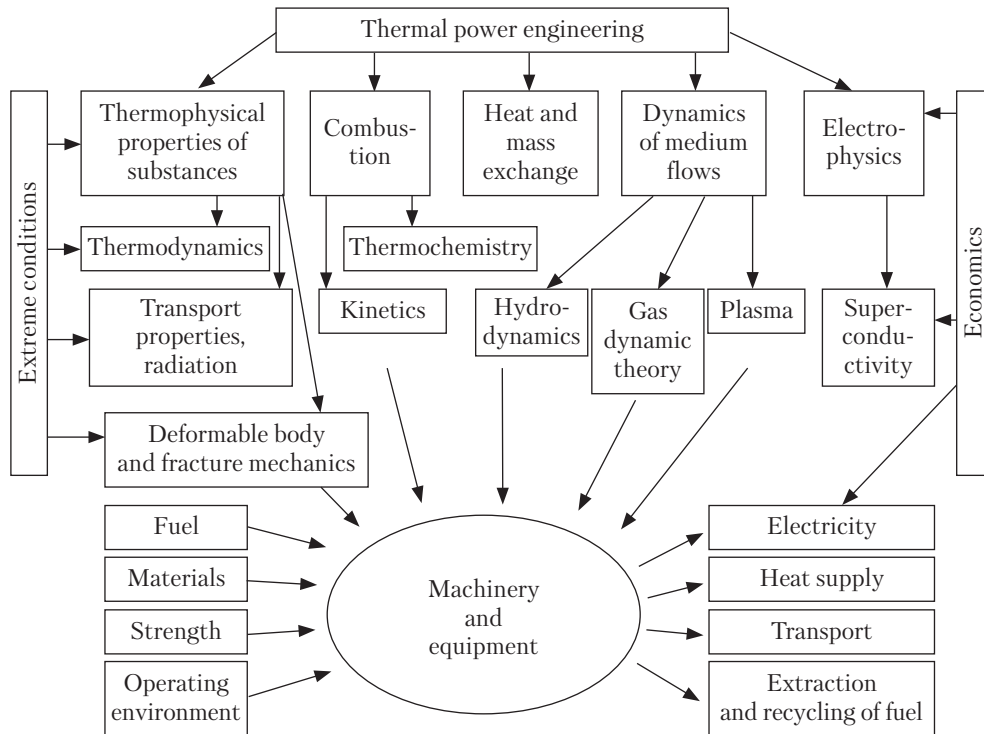 Thermal power engineering
Thermophysical
properties of
substances
Combus-
tion
Heat and
mass
exchange
Dynamics
of medium
flows
Electro-
physics
Extreme conditions
Economics
Thermodynamics
Thermochemistry
Transport
properties,
radiation
Kinetics
Hydro-
dynamics
Gas
dynamic
theory
Plasma
Super-
condu-
ctivity
Deformable body
and fracture mechanics
Fuel
Materials
Strength
Operating
environment
Machinery
and
equipment
Electricity
Heat supply
Transport
Extraction
and recycling of fuel